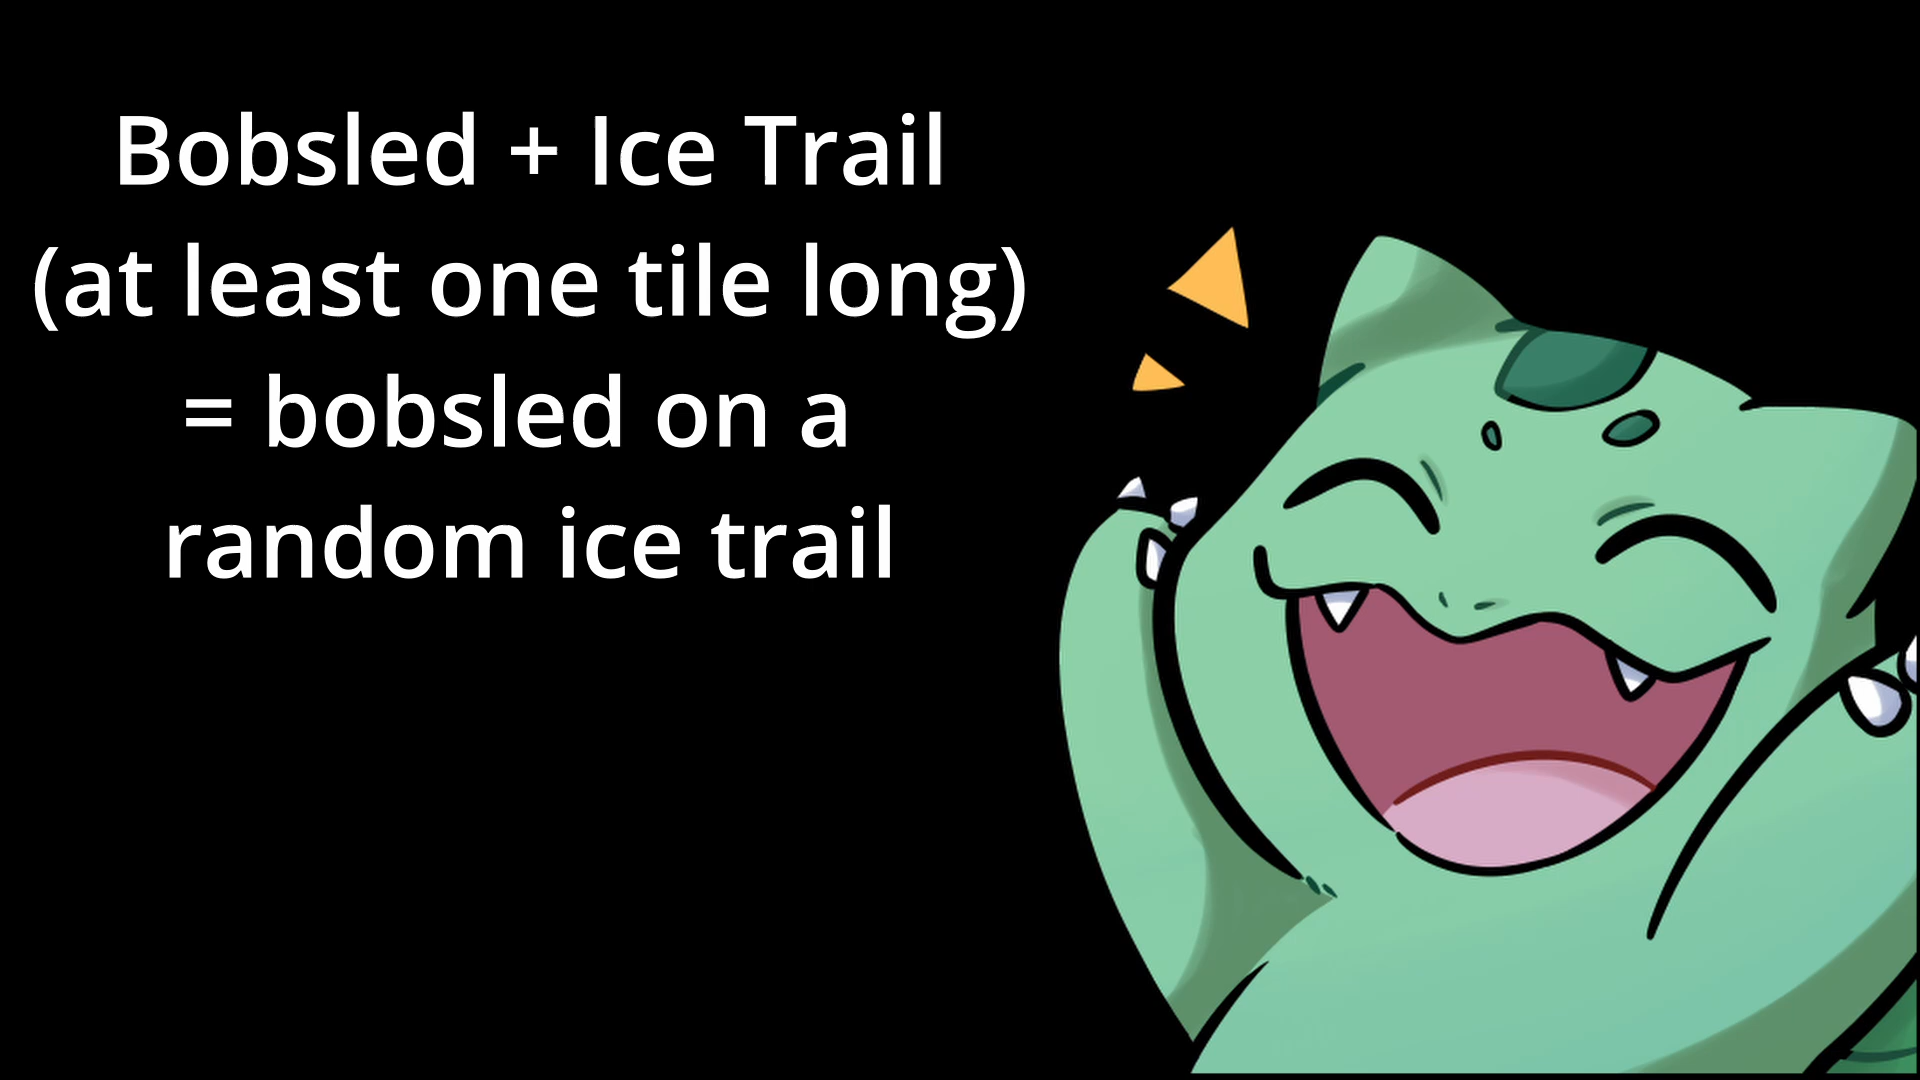 Bobsled + Ice Trail
(at least one tile long)
= bobsled on a
random ice trail